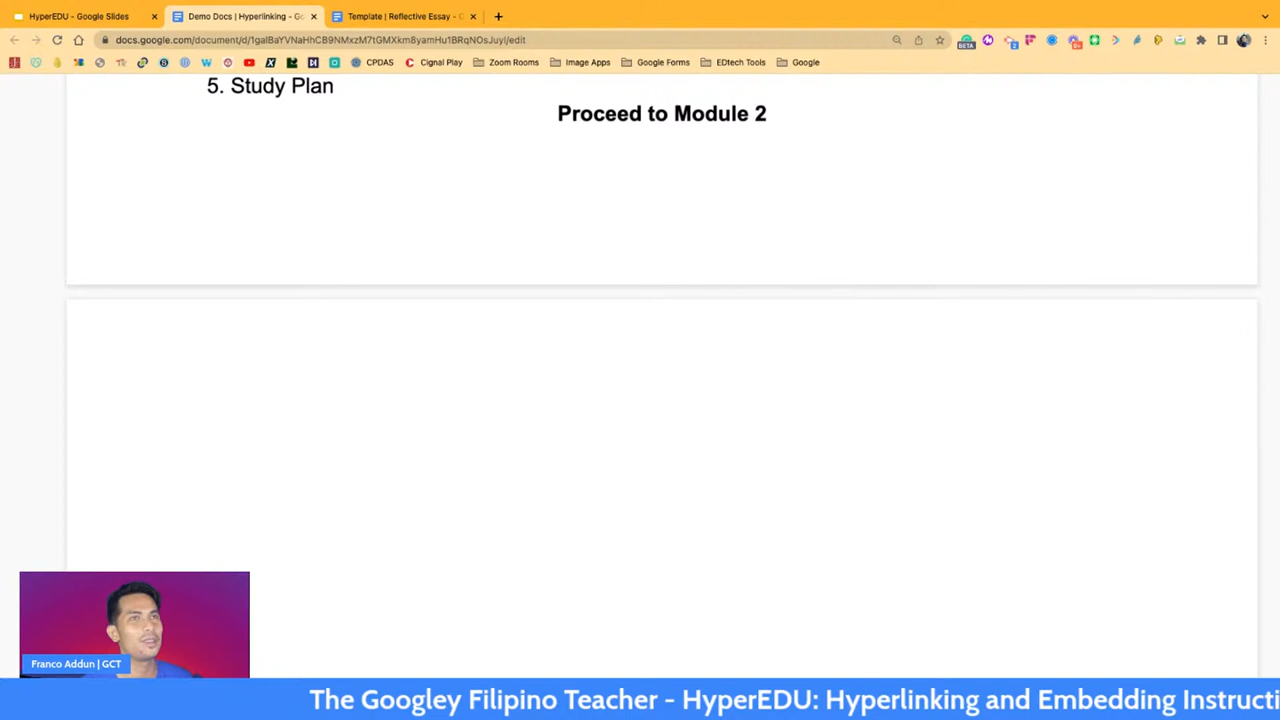 HyperEDU - Google Slides
Demo Docs | Hyperlinking - Go
Template | Reflective Essay - G
docs.google.com/document/d/1galBaYVNaHhCB9NMxzM7tGMXkm8yamHu1BRqNOsJuyI/edit
BETA
CPDAS
Cignal Play
Zoom Rooms
Image Apps
Google Forms
EDtech Tools
Google
5. Study Plan
Proceed to Module 2
Franco Addun | GCT
The Googley Filipino Teacher - HyperEDU: Hyperlinking and Embedding Instructi